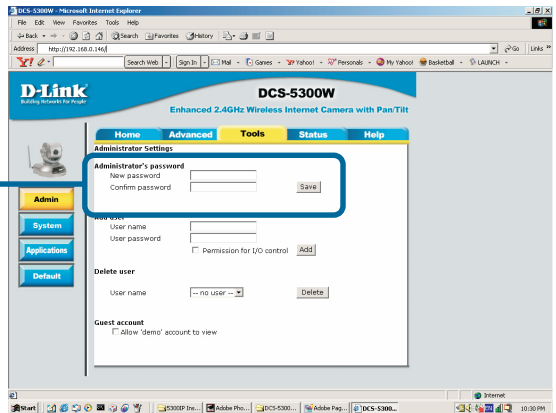 DCS-5300W - Microsoft Internet Explorer
File Edit View Favorites Tools Help
Back Search Favorites History
Address http://192.168.0.146/ Go Links »
Y! Search Web Sign In Mail Games Yahoo! Personals My Yahoo! Basketball LAUNCH
D-Link
Building Networks for People
DCS-5300W
Enhanced 2.4GHz Wireless Internet Camera with Pan/Tilt
Home Advanced Tools Status Help
Administrator Settings
Administrator's password
New password
Confirm password Save
Admin
Add user
System
User name
User password
Applications
Permission for I/O control Add
Default
Delete user
User name -- no user -- Delete
Guest account
Allow 'demo' account to view
Internet
Start 5300IP Ins... Adobe Pho... DCS-5300... Adobe Pag... DCS-5300... 10:30 PM